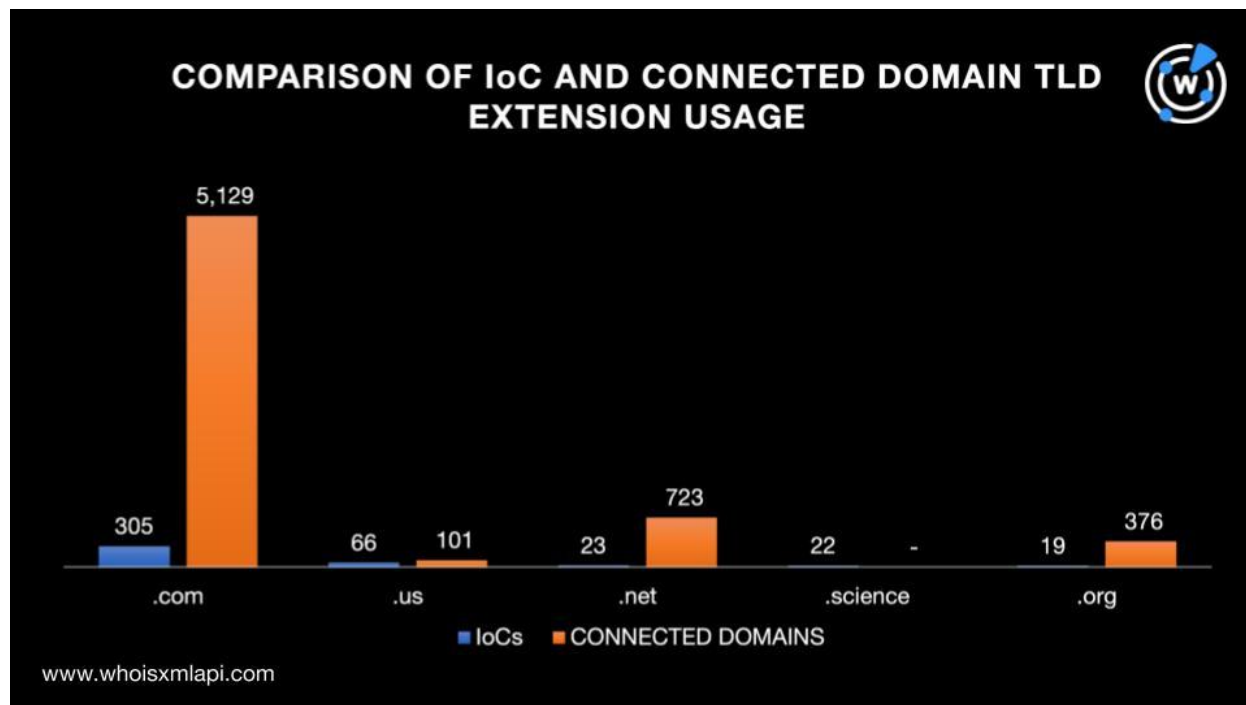 COMPARISON OF IoC AND CONNECTED DOMAIN TLD
EXTENSION USAGE
W
5,129
305
66
101
23
723
22
-
19
376
.com
.us
.net
.science
.org
IoCs
CONNECTED DOMAINS
www.whoisxmlapi.com